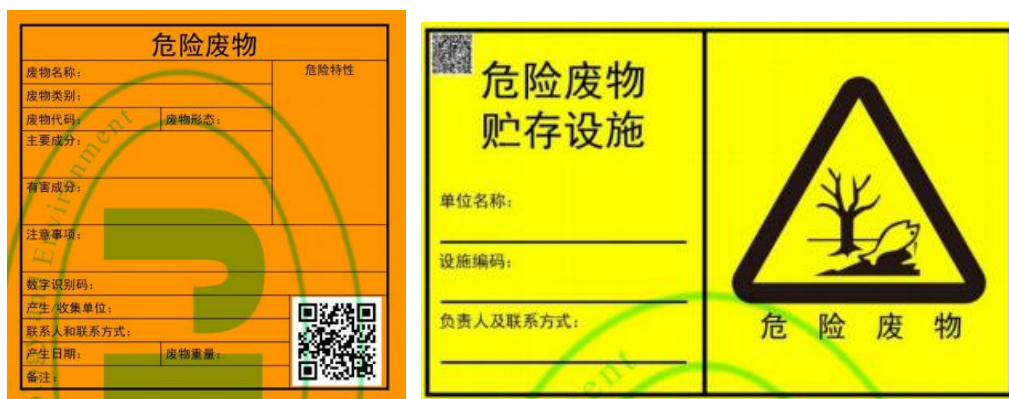 危险废物
废物名称：
危险特性
废物类别：
废物代码：
废物形态：
主要成分：
有害成分：
注意事项：
数字识别码：
产生/收集单位：
联系人和联系方式：
产生日期：
废物重量：
备注：
危险废物
贮存设施
单位名称：
设施编码：
负责人及联系方式：
危险废物